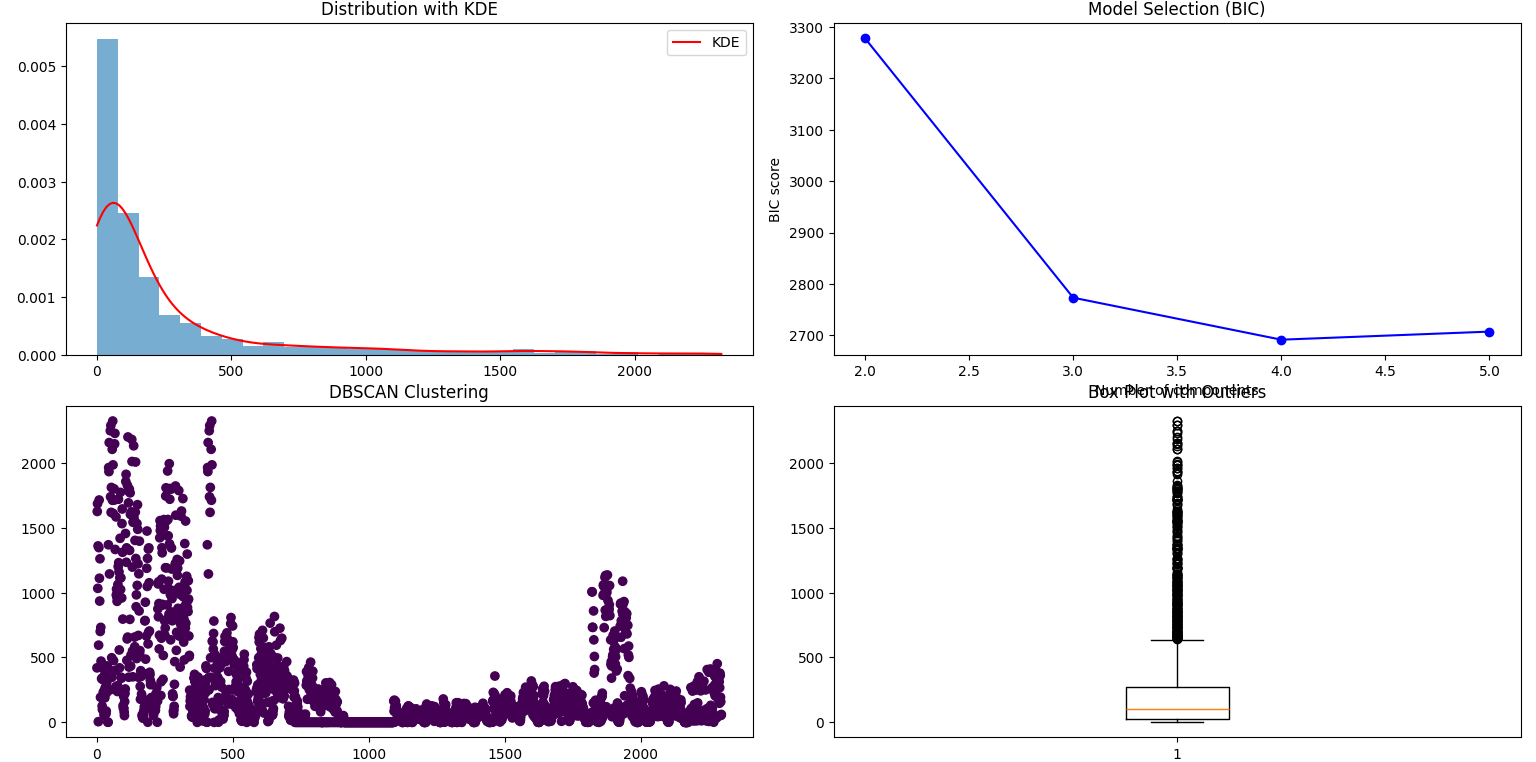 Distribution with KDE
KDE
0.005
0.004
0.003
0.002
0.001
0.000
0 500 1000 1500 2000
Model Selection (BIC)
BIC score
3300
3200
3100
3000
2900
2800
2700
2.0 2.5 3.0 3.5 4.0 4.5 5.0
Number of components
DBSCAN Clustering
2000
1500
1000
500
0
0 500 1000 1500 2000
Box Plot with Outliers
2000
1500
1000
500
0
1